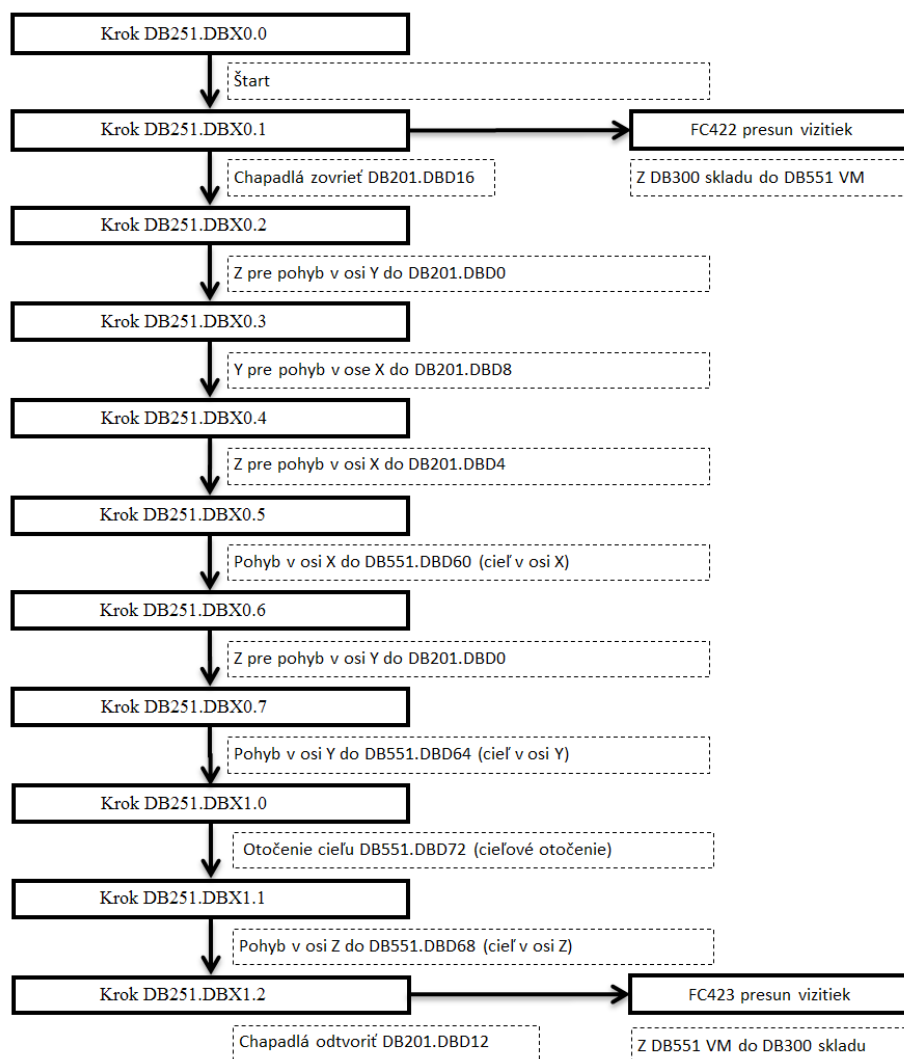 Krok DB251.DBX0.0
Štart
Krok DB251.DBX0.1
FC422 presun vizitiek
Chapadlá zovrieť DB201.DBD16
Z DB300 skladu do DB551 VM
Krok DB251.DBX0.2
Z pre pohyb v osi Y do DB201.DBD0
Krok DB251.DBX0.3
Y pre pohyb v ose X do DB201.DBD8
Krok DB251.DBX0.4
Z pre pohyb v osi X do DB201.DBD4
Krok DB251.DBX0.5
Pohyb v osi X do DB551.DBD60 (cieľ v osi X)
Krok DB251.DBX0.6
Z pre pohyb v osi Y do DB201.DBD0
Krok DB251.DBX0.7
Pohyb v osi Y do DB551.DBD64 (cieľ v osi Y)
Krok DB251.DBX1.0
Otočenie cieľu DB551.DBD72 (cieľové otočenie)
Krok DB251.DBX1.1
Pohyb v osi Z do DB551.DBD68 (cieľ v osi Z)
Krok DB251.DBX1.2
FC423 presun vizitiek
Chapadlá odtvoriť DB201.DBD12
Z DB551 VM do DB300 skladu